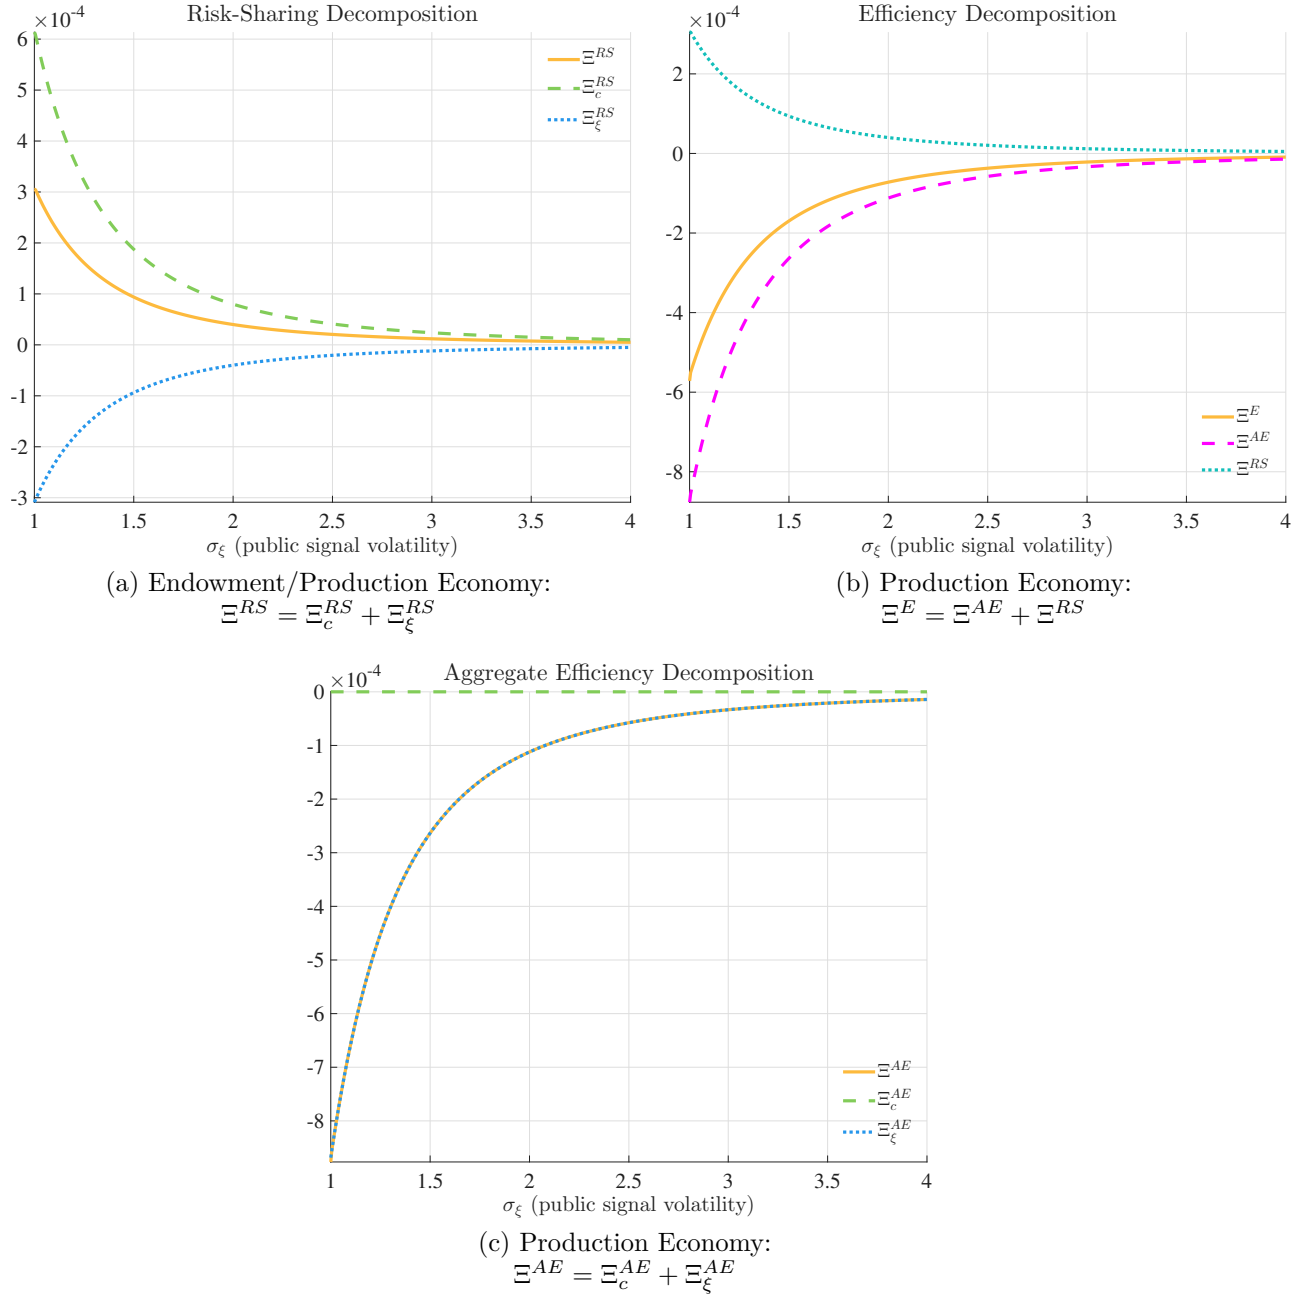 Risk-Sharing Decomposition
×10^{-4}
6
5
4
3
2
1
0
-1
-2
-3
Ξ^{RS}
Ξ_c^{RS}
Ξ_ξ^{RS}
1 1.5 2 2.5 3 3.5 4
σ_ξ (public signal volatility)
(a) Endowment/Production Economy:
Ξ^{RS} = Ξ_c^{RS} + Ξ_ξ^{RS}
Efficiency Decomposition
×10^{-4}
2
0
-2
-4
-6
-8
Ξ^E
Ξ^{AE}
Ξ^{RS}
1 1.5 2 2.5 3 3.5 4
σ_ξ (public signal volatility)
(b) Production Economy:
Ξ^E = Ξ^{AE} + Ξ^{RS}
Aggregate Efficiency Decomposition
×10^{-4}
0
-1
-2
-3
-4
-5
-6
-7
-8
Ξ^{AE}
Ξ_c^{AE}
Ξ_ξ^{AE}
1 1.5 2 2.5 3 3.5 4
σ_ξ (public signal volatility)
(c) Production Economy:
Ξ^{AE} = Ξ_c^{AE} + Ξ_ξ^{AE}